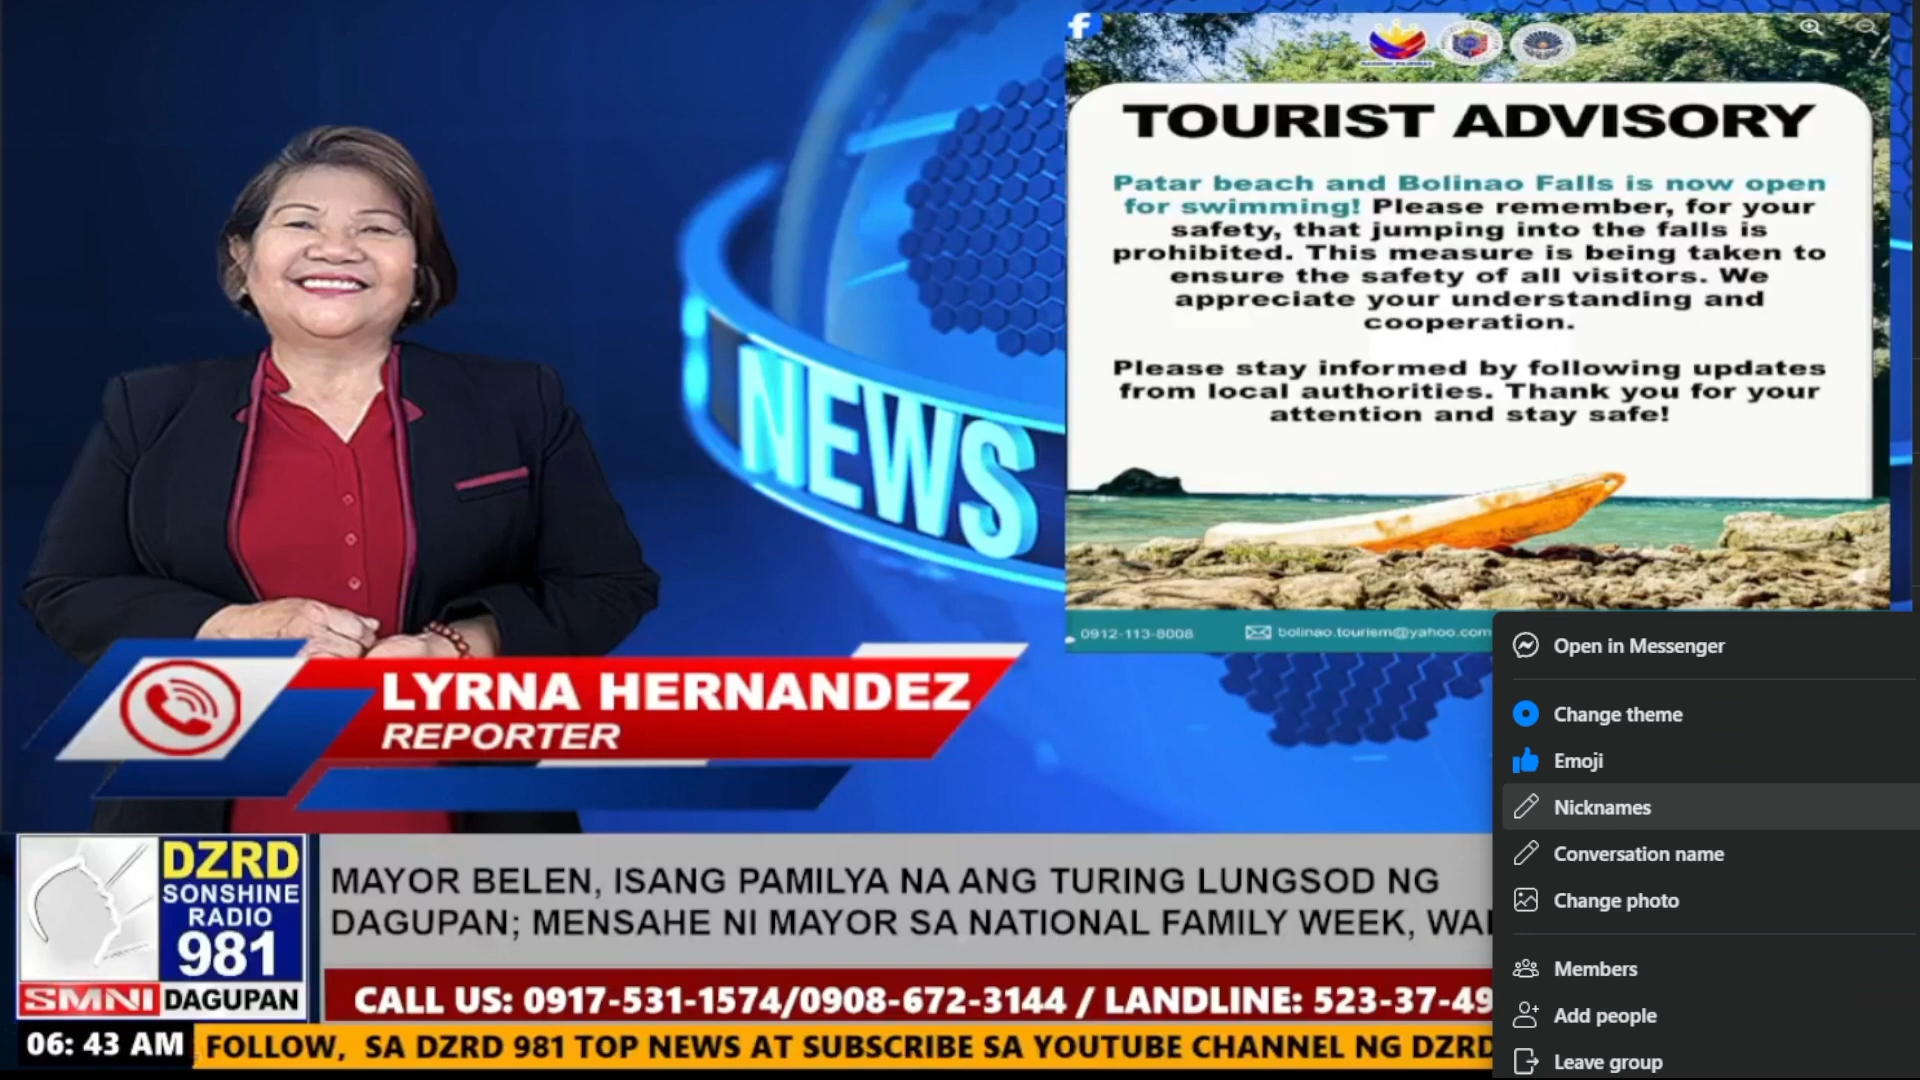 TOURIST ADVISORY
Patar beach and Bolinao Falls is now open
for swimming! Please remember, for your
safety, that jumping into the falls is
prohibited. This measure is being taken to
ensure the safety of all visitors. We
appreciate your understanding and
cooperation.
Please stay informed by following updates
from local authorities. Thank you for your
attention and stay safe!
0912-113-8008
bolinao.tourism@yahoo.com
NEWS
LYRNA HERNANDEZ
REPORTER
Open in Messenger
Change theme
Emoji
Nicknames
Conversation name
Change photo
Members
Add people
Leave group
DZRD
SONSHINE
RADIO
981
SMNI DAGUPAN
MAYOR BELEN, ISANG PAMILYA NA ANG TURING LUNGSOD NG
DAGUPAN; MENSAHE NI MAYOR SA NATIONAL FAMILY WEEK,
CALL US: 0917-531-1574/0908-672-3144 / LANDLINE: 523-37-49
06: 43 AM
FOLLOW, SA DZRD 981 TOP NEWS AT SUBSCRIBE SA YOUTUBE CHANNEL NG DZRD